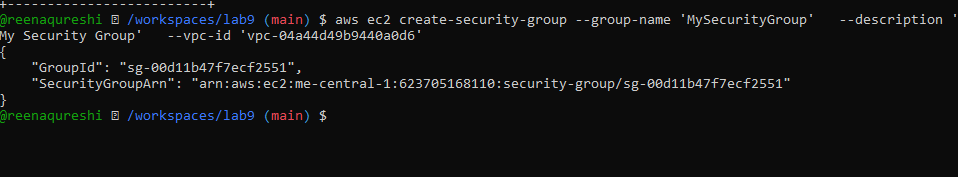 +-------------------------+
@reenaqureshi ⍰ /workspaces/lab9 (main) $ aws ec2 create-security-group --group-name 'MySecurityGroup'   --description '
My Security Group'   --vpc-id 'vpc-04a44d49b9440a0d6'
{
    "GroupId": "sg-00d11b47f7ecf2551",
    "SecurityGroupArn": "arn:aws:ec2:me-central-1:623705168110:security-group/sg-00d11b47f7ecf2551"
}
@reenaqureshi ⍰ /workspaces/lab9 (main) $